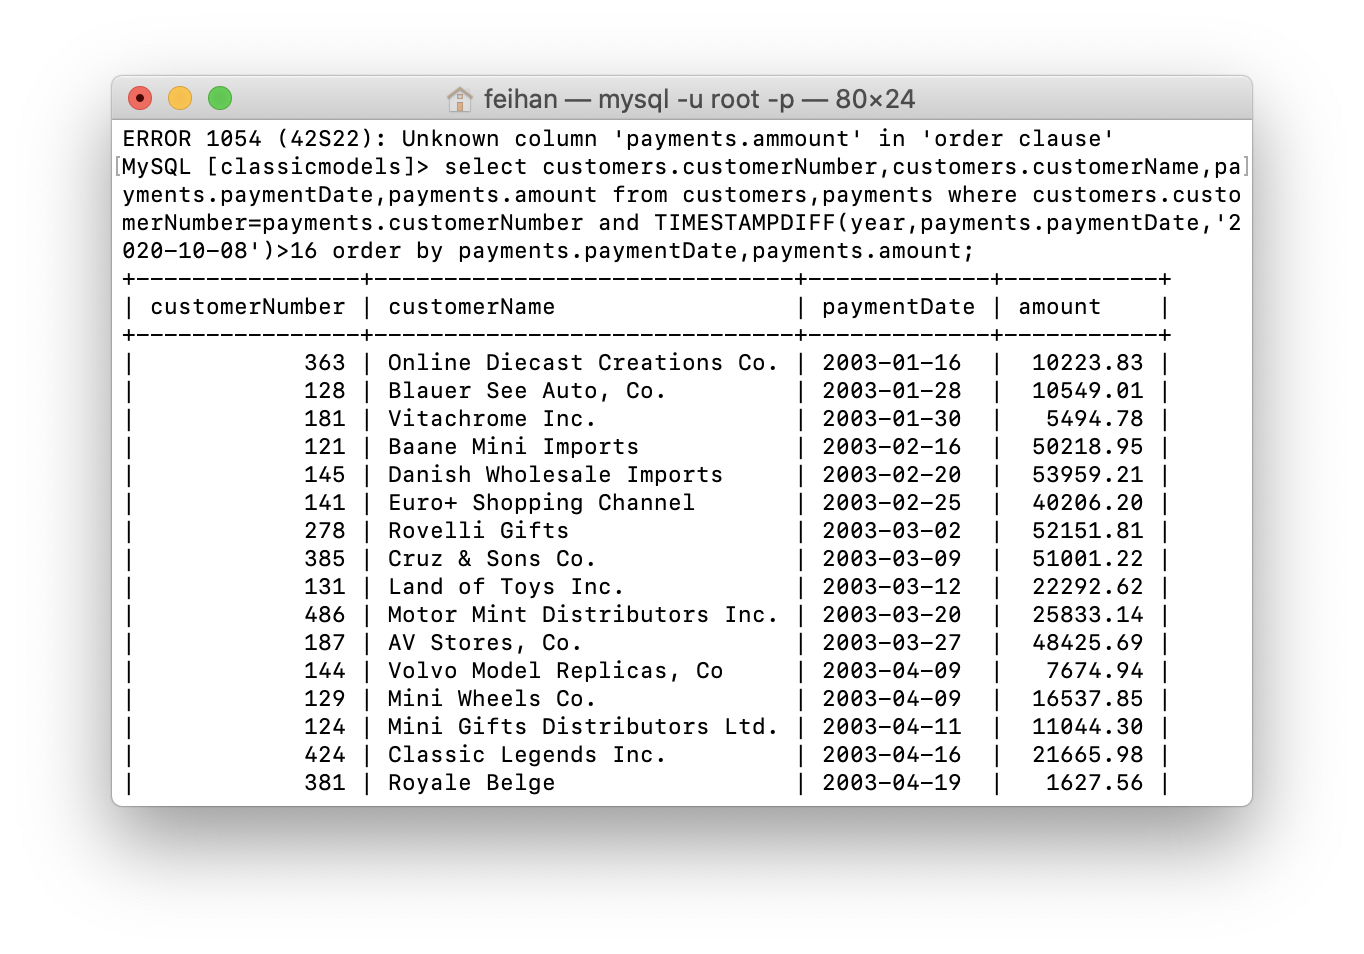 feihan — mysql -u root -p — 80×24
ERROR 1054 (42S22): Unknown column 'payments.ammount' in 'order clause'
[MySQL [classicmodels]> select customers.customerNumber,customers.customerName,pa]
yments.paymentDate,payments.amount from customers,payments where customers.custo
merNumber=payments.customerNumber and TIMESTAMPDIFF(year,payments.paymentDate,'2
020-10-08')>16 order by payments.paymentDate,payments.amount;
+----------------+------------------------------+-------------+-----------+
| customerNumber | customerName                 | paymentDate | amount    |
+----------------+------------------------------+-------------+-----------+
|            363 | Online Diecast Creations Co. | 2003-01-16  |  10223.83 |
|            128 | Blauer See Auto, Co.         | 2003-01-28  |  10549.01 |
|            181 | Vitachrome Inc.              | 2003-01-30  |   5494.78 |
|            121 | Baane Mini Imports           | 2003-02-16  |  50218.95 |
|            145 | Danish Wholesale Imports     | 2003-02-20  |  53959.21 |
|            141 | Euro+ Shopping Channel       | 2003-02-25  |  40206.20 |
|            278 | Rovelli Gifts                | 2003-03-02  |  52151.81 |
|            385 | Cruz & Sons Co.              | 2003-03-09  |  51001.22 |
|            131 | Land of Toys Inc.            | 2003-03-12  |  22292.62 |
|            486 | Motor Mint Distributors Inc. | 2003-03-20  |  25833.14 |
|            187 | AV Stores, Co.               | 2003-03-27  |  48425.69 |
|            144 | Volvo Model Replicas, Co     | 2003-04-09  |   7674.94 |
|            129 | Mini Wheels Co.              | 2003-04-09  |  16537.85 |
|            124 | Mini Gifts Distributors Ltd. | 2003-04-11  |  11044.30 |
|            424 | Classic Legends Inc.         | 2003-04-16  |  21665.98 |
|            381 | Royale Belge                 | 2003-04-19  |   1627.56 |